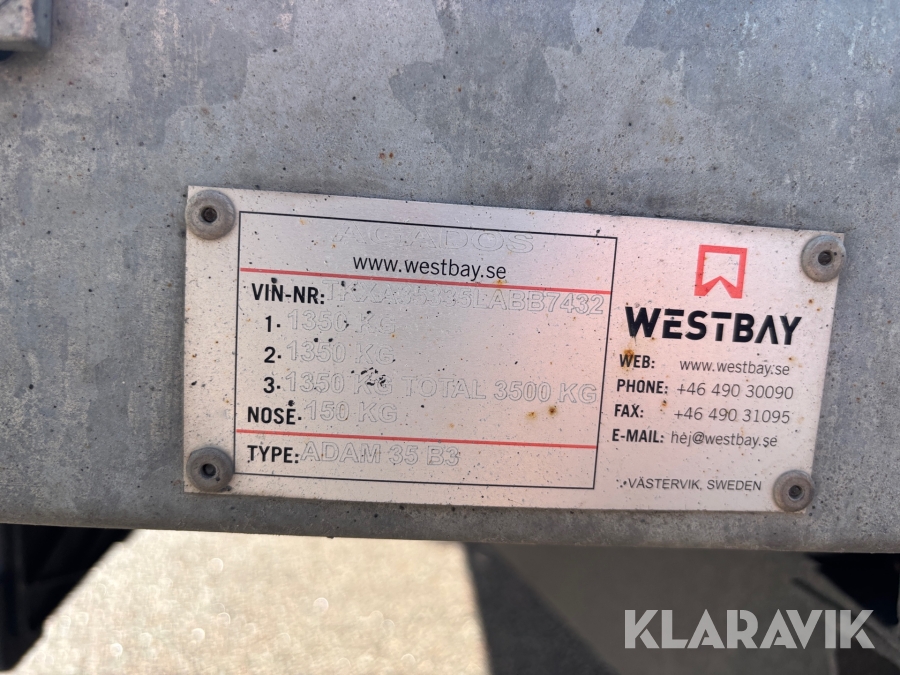 AGADOS
www.westbay.se
VIN-NR:
1. 1350 KG
2. 1350 KG
3. 1350 KG TOTAL 3500 KG
NOSE. 150 KG
TYPE: ADAM 35 B3
WESTBAY
WEB: www.westbay.se
PHONE: +46 490 30090
FAX: +46 490 31095
E-MAIL: hej@westbay.se
VÄSTERVIK, SWEDEN
KLARAVIK